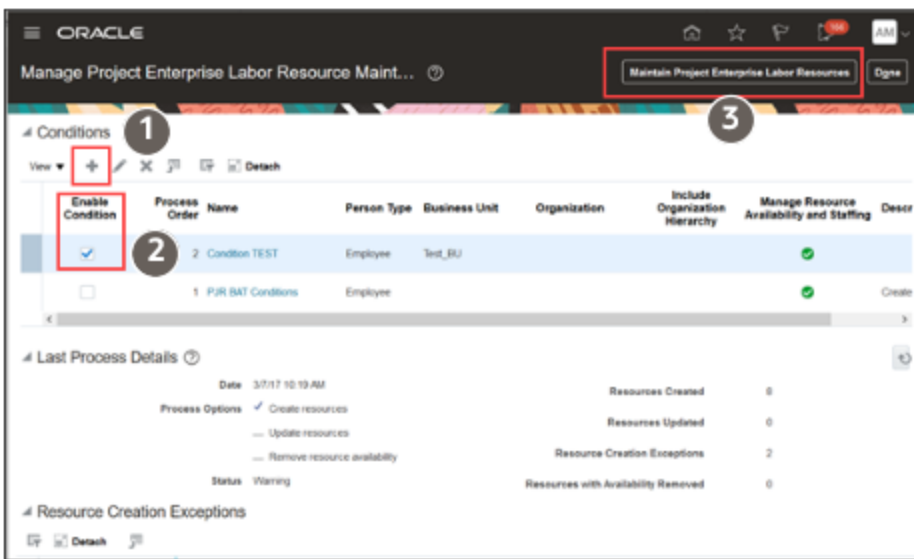 ORACLE
AM
Manage Project Enterprise Labor Resource Maint...
Maintain Project Enterprise Labor Resources
Done
3
Conditions
1
View
Detach
Enable Condition Process Order Name Person Type Business Unit Organization Include Organization Hierarchy Manage Resource Availability and Staffing Descr
2
2 Condition TEST Employee Test_BU
1 PJR BAT Conditions Employee Create
Last Process Details
Date 3/7/17 10:19 AM
Resources Created
Process Options Create resources
Resources Updated 0
Update resources
Resource Creation Exceptions 2
Remove resource availability
Status Warning
Resources with Availability Removed 0
Resource Creation Exceptions
Detach